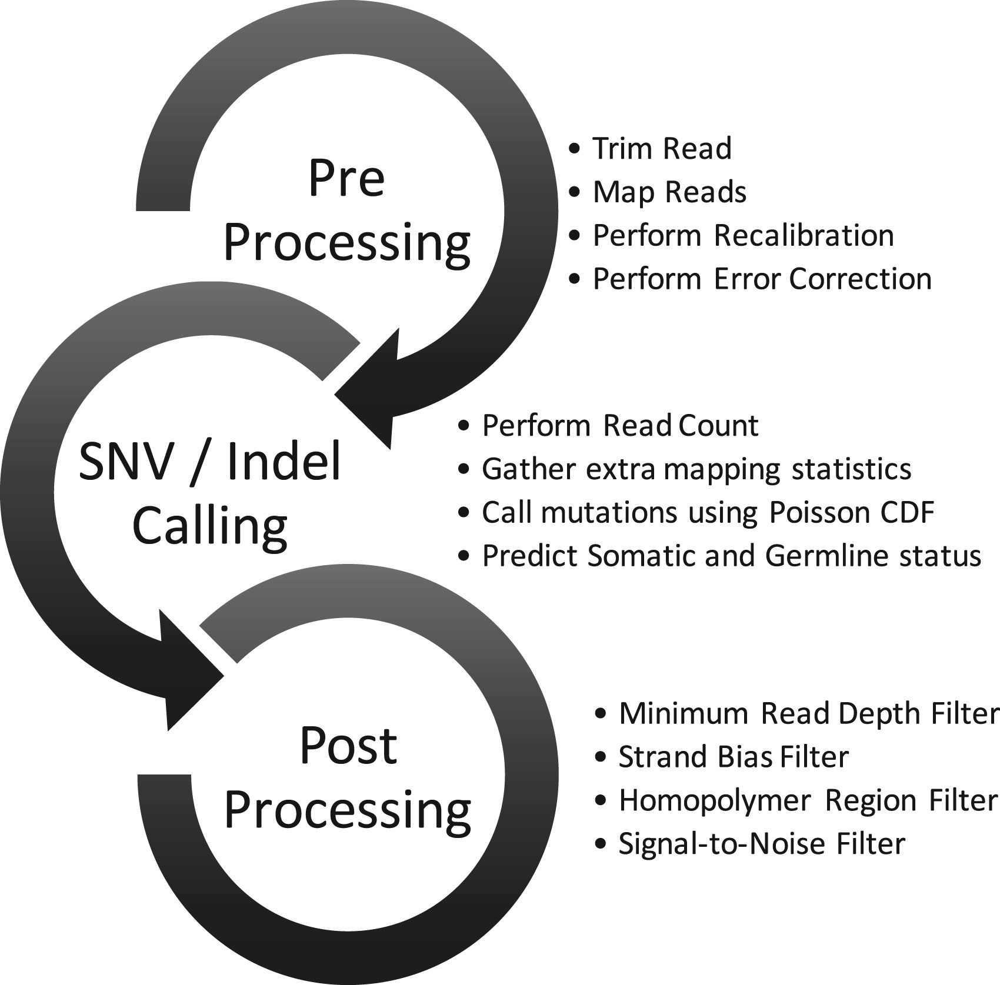 Pre
Processing
• Trim Read
• Map Reads
• Perform Recalibration
• Perform Error Correction
SNV / Indel
Calling
• Perform Read Count
• Gather extra mapping statistics
• Call mutations using Poisson CDF
• Predict Somatic and Germline status
Post
Processing
• Minimum Read Depth Filter
• Strand Bias Filter
• Homopolymer Region Filter
• Signal-to-Noise Filter